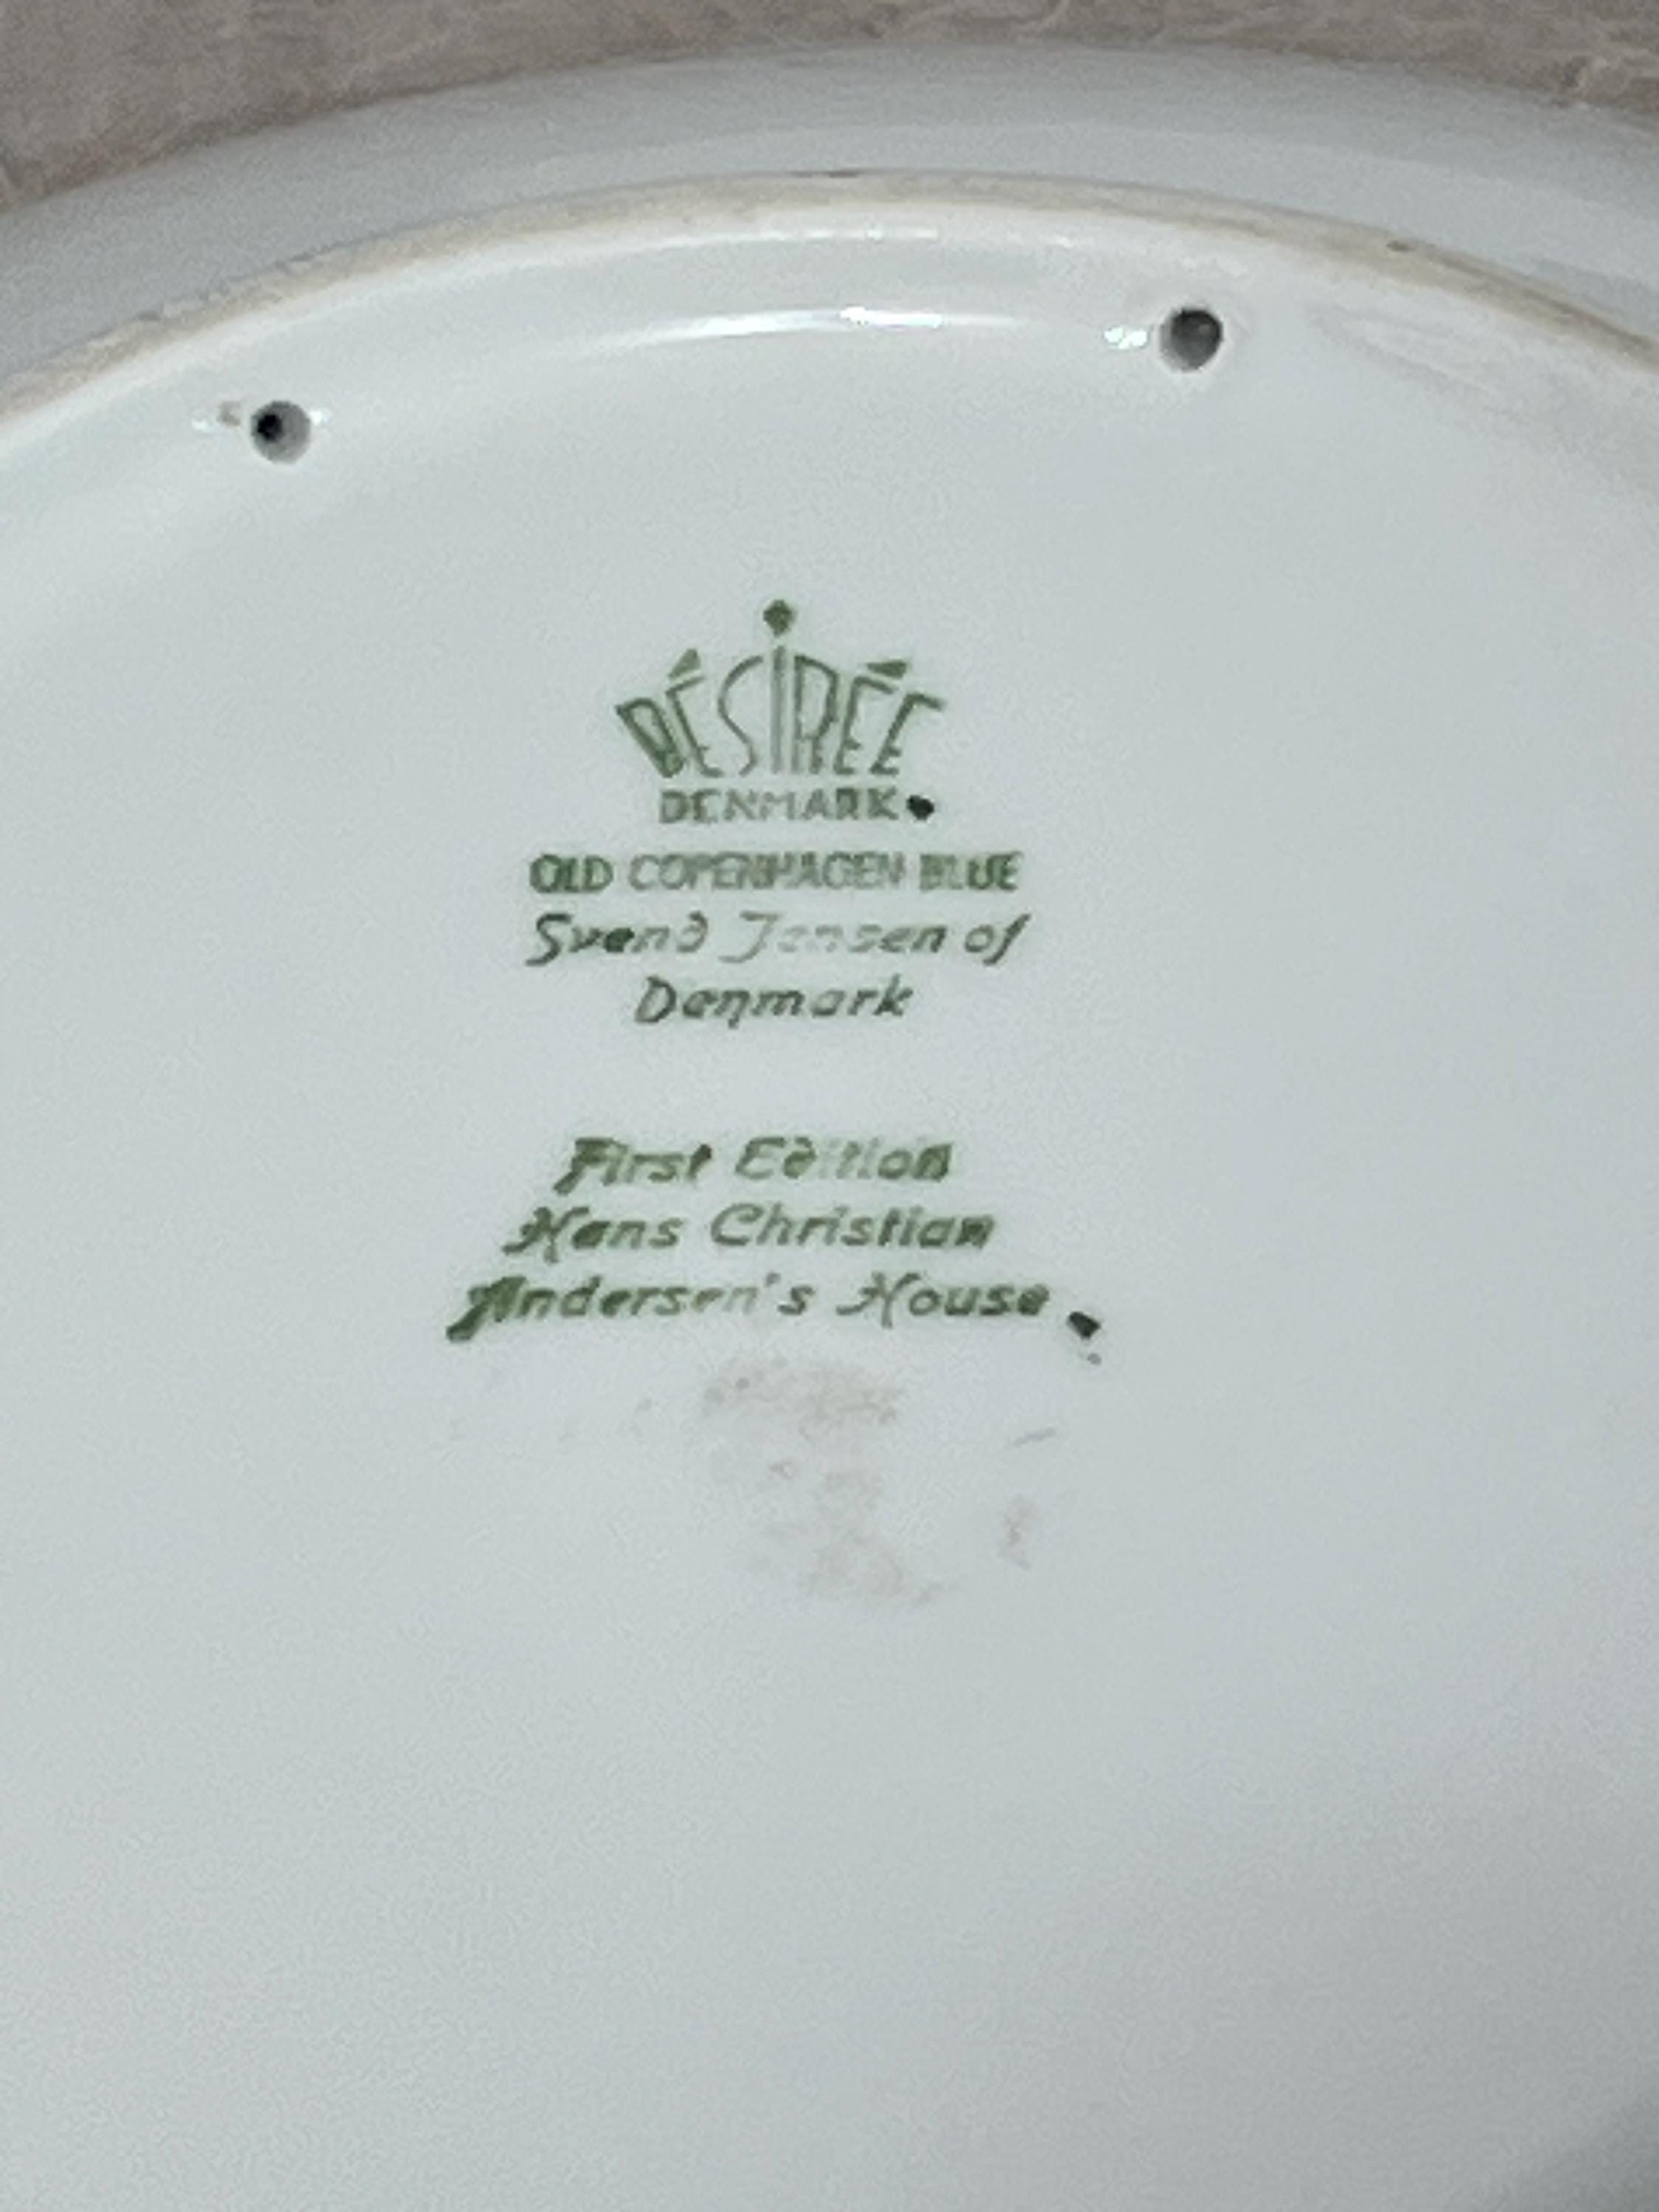 DÉSIRÉE
DENMARK
OLD COPENHAGEN BLUE
Svend Jensen of
Denmark
First Edition
Hans Christian
Andersen's House